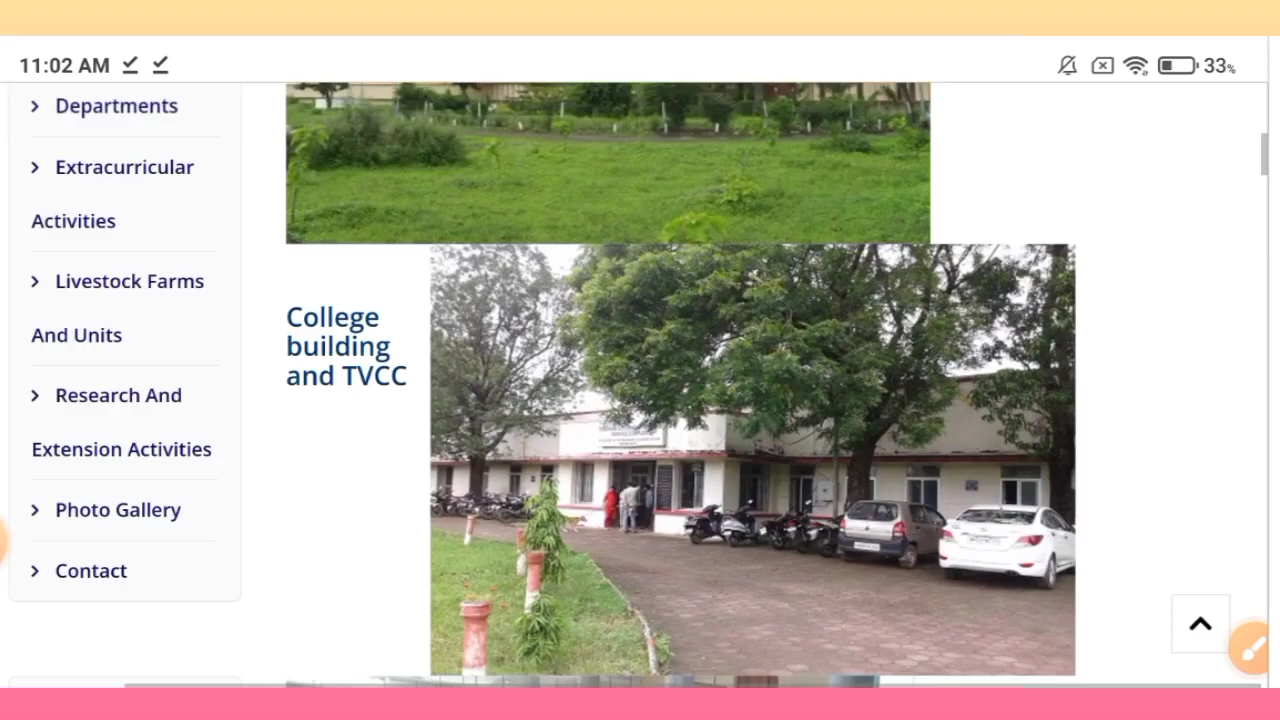 11:02 AM
33%
Departments
Extracurricular
Activities
Livestock Farms
And Units
Research And
Extension Activities
Photo Gallery
Contact
College
building
and TVCC